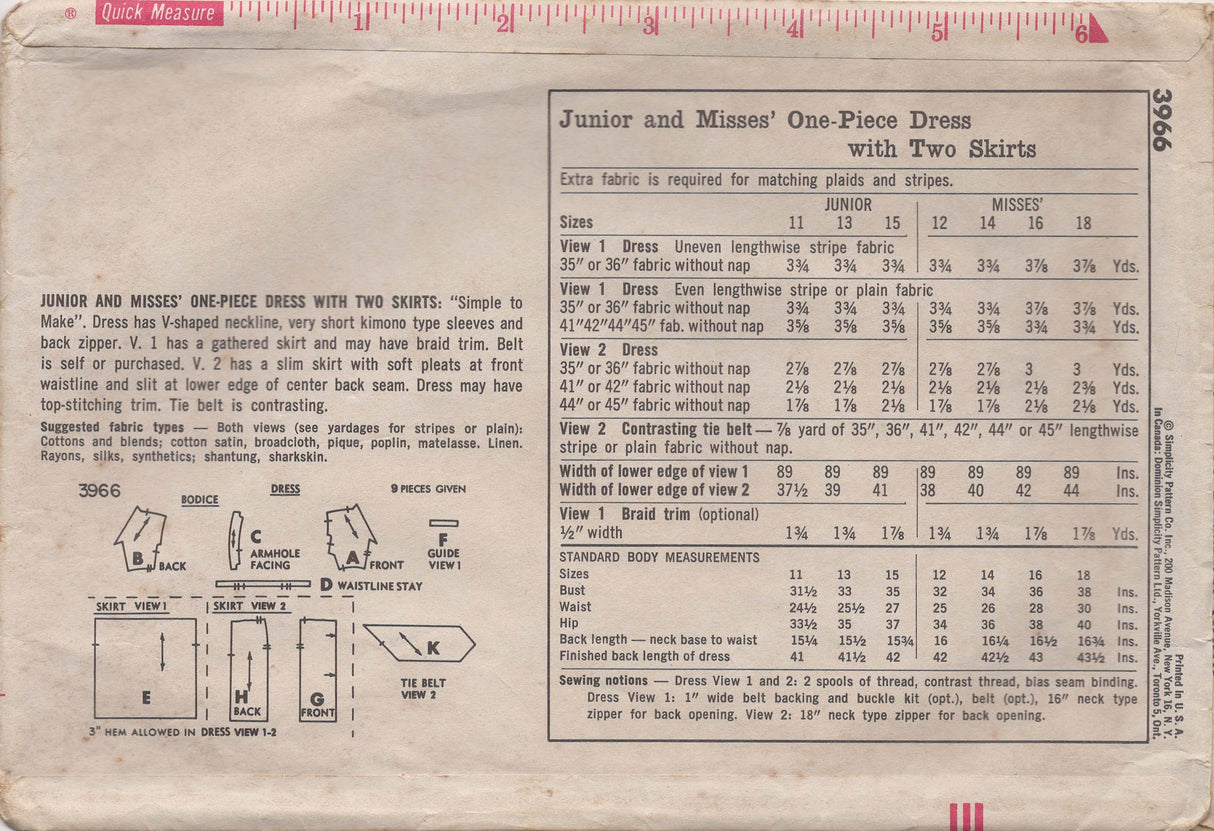 ® Quick Measure 1 2 3 4 5 6
JUNIOR AND MISSES' ONE-PIECE DRESS WITH TWO SKIRTS: "Simple to
Make". Dress has V-shaped neckline, very short kimono type sleeves and
back zipper. V. 1 has a gathered skirt and may have braid trim. Belt
is self or purchased. V. 2 has a slim skirt with soft pleats at front
waistline and slit at lower edge of center back seam. Dress may have
top-stitching trim. Tie belt is contrasting.
Suggested fabric types — Both views (see yardages for stripes or plain):
Cottons and blends; cotton satin, broadcloth, pique, poplin, matelasse. Linen.
Rayons, silks, synthetics; shantung, sharkskin.
3966
BODICE
DRESS
9 PIECES GIVEN
B BACK
C
ARMHOLE
FACING
A FRONT
F
GUIDE
VIEW 1
D WAISTLINE STAY
SKIRT VIEW 1
SKIRT VIEW 2
E
H
BACK
G
FRONT
K
TIE BELT
VIEW 2
3" HEM ALLOWED IN DRESS VIEW 1-2
Junior and Misses' One-Piece Dress
with Two Skirts
Extra fabric is required for matching plaids and stripes.
JUNIOR MISSES'
Sizes 11 13 15 12 14 16 18
View 1 Dress Uneven lengthwise stripe fabric
35" or 36" fabric without nap 3¾ 3¾ 3¾ 3¾ 3¾ 3⅞ 3⅞ Yds.
View 1 Dress Even lengthwise stripe or plain fabric
35" or 36" fabric without nap 3¾ 3¾ 3¾ 3¾ 3¾ 3⅞ 3⅞ Yds.
41"42"44"45" fab. without nap 3⅝ 3⅝ 3⅝ 3⅝ 3⅝ 3¾ 3¾ Yds.
View 2 Dress
35" or 36" fabric without nap 2⅞ 2⅞ 2⅞ 2⅞ 2⅞ 3 3 Yds.
41" or 42" fabric without nap 2⅛ 2⅛ 2⅛ 2⅛ 2⅛ 2⅛ 2⅜ Yds.
44" or 45" fabric without nap 1⅞ 1⅞ 2⅛ 1⅞ 1⅞ 2⅛ 2⅛ Yds.
View 2 Contrasting tie belt — ⅞ yard of 35", 36", 41", 42", 44" or 45" lengthwise
stripe or plain fabric without nap.
Width of lower edge of view 1 89 89 89 89 89 89 89 Ins.
Width of lower edge of view 2 37½ 39 41 38 40 42 44 Ins.
View 1 Braid trim (optional)
½" width 1¾ 1¾ 1⅞ 1¾ 1¾ 1⅞ 1⅞ Yds.
STANDARD BODY MEASUREMENTS
Sizes 11 13 15 12 14 16 18
Bust 31½ 33 35 32 34 36 38 Ins.
Waist 24½ 25½ 27 25 26 28 30 Ins.
Hip 33½ 35 37 34 36 38 40 Ins.
Back length — neck base to waist 15¼ 15½ 15¾ 16 16¼ 16½ 16¾ Ins.
Finished back length of dress 41 41½ 42 42 42½ 43 43½ Ins.
Sewing notions — Dress View 1 and 2: 2 spools of thread, contrast thread, bias seam binding.
Dress View 1: 1" wide belt backing and buckle kit (opt.), belt (opt.), 16" neck type
zipper for back opening. View 2: 18" neck type zipper for back opening.
3966
Printed in U. S. A.
© Simplicity Pattern Co. Inc., 200 Madison Avenue, New York 16, N. Y.
In Canada: Dominion Simplicity Pattern Ltd., Yorkville Ave., Toronto 5, Ont.